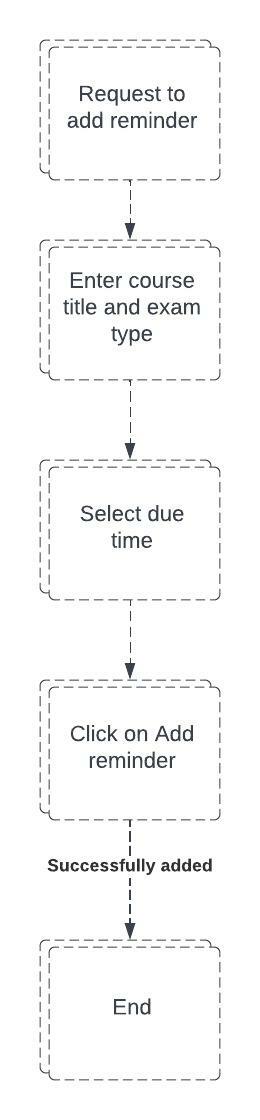 Request to
add reminder
Enter course
title and exam
type
Select due
time
Click on Add
reminder
Successfully added
End